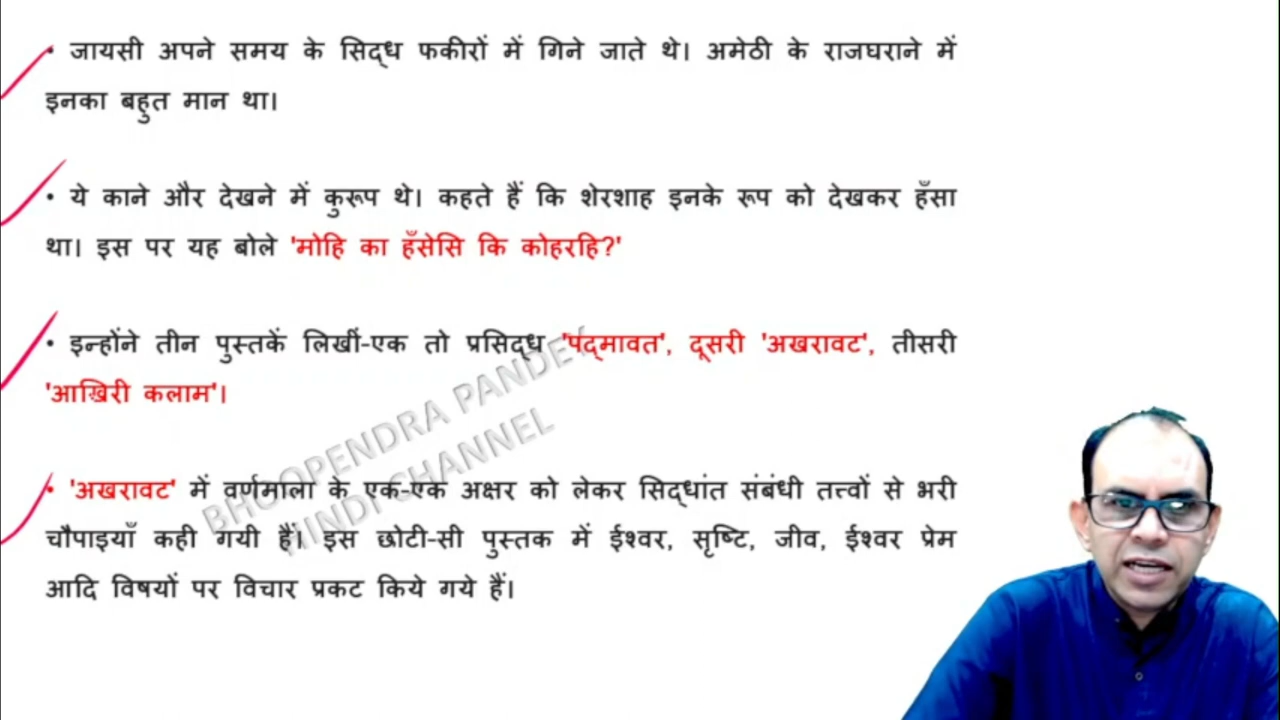 • जायसी अपने समय के सिद्ध फकीरों में गिने जाते थे। अमेठी के राजघराने में
इनका बहुत मान था।
• ये काने और देखने में कुरूप थे। कहते हैं कि शेरशाह इनके रूप को देखकर हँसा
था। इस पर यह बोले 'मोहि का हँसेसि कि कोहरहि?'
• इन्होंने तीन पुस्तकें लिखीं-एक तो प्रसिद्ध 'पद्मावत', दूसरी 'अखरावट', तीसरी
'आख़िरी कलाम'।
• 'अखरावट' में वर्णमाला के एक-एक अक्षर को लेकर सिद्धांत संबंधी तत्त्वों से भरी
चौपाइयाँ कही गयी हैं। इस छोटी-सी पुस्तक में ईश्वर, सृष्टि, जीव, ईश्वर प्रेम
आदि विषयों पर विचार प्रकट किये गये हैं।
BHOOPENDRA PANDEY
HINDI CHANNEL